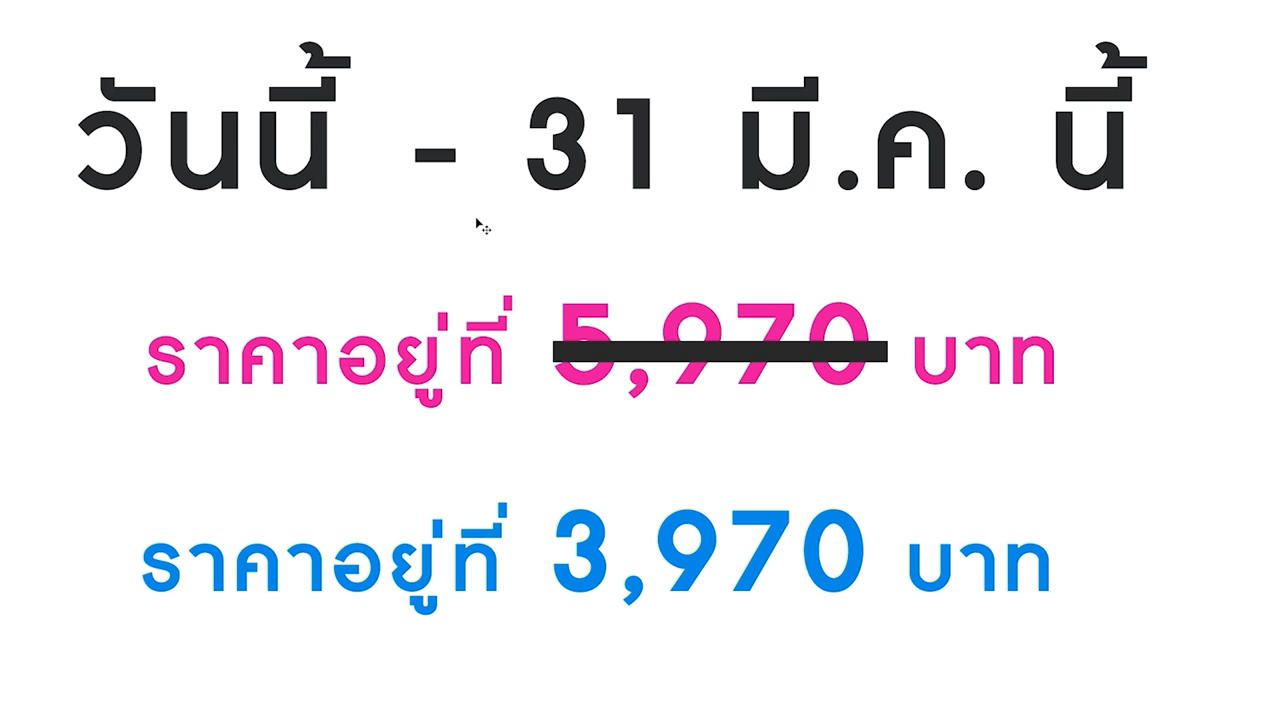 วันนี้ - 31 มี.ค. นี้
ราคาอยู่ที่ 5,970 บาท
ราคาอยู่ที่ 3,970 บาท